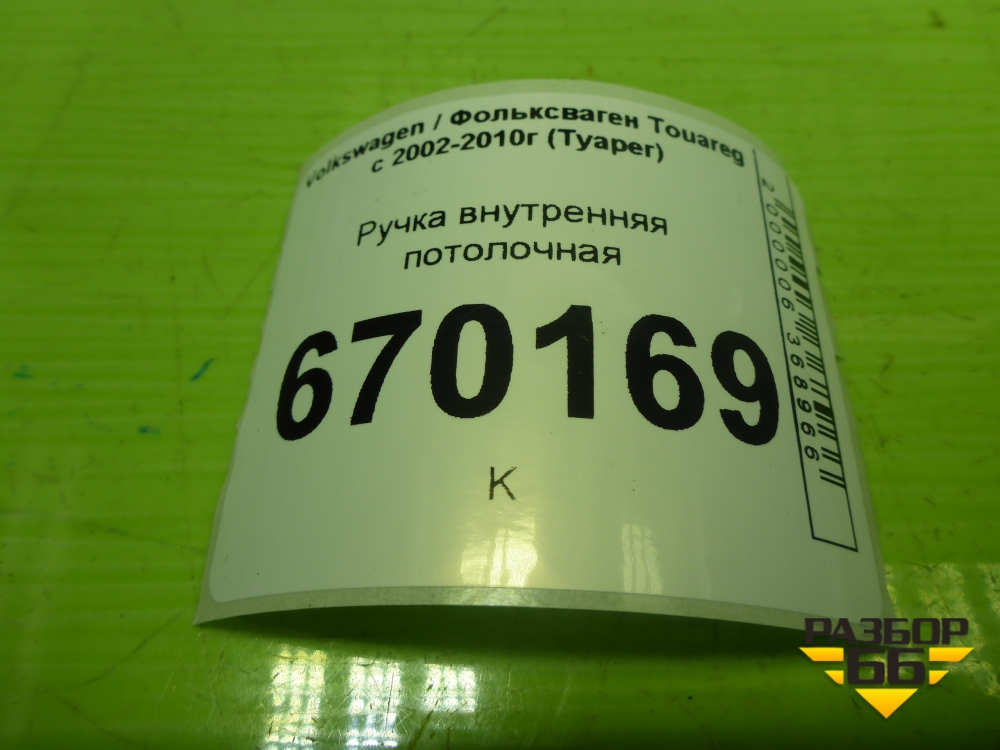 Volkswagen / Фольксваген Touareg
с 2002-2010г (Туарег)
Ручка внутренняя
потолочная
670169
К
2000006368966
РАЗБОР
66